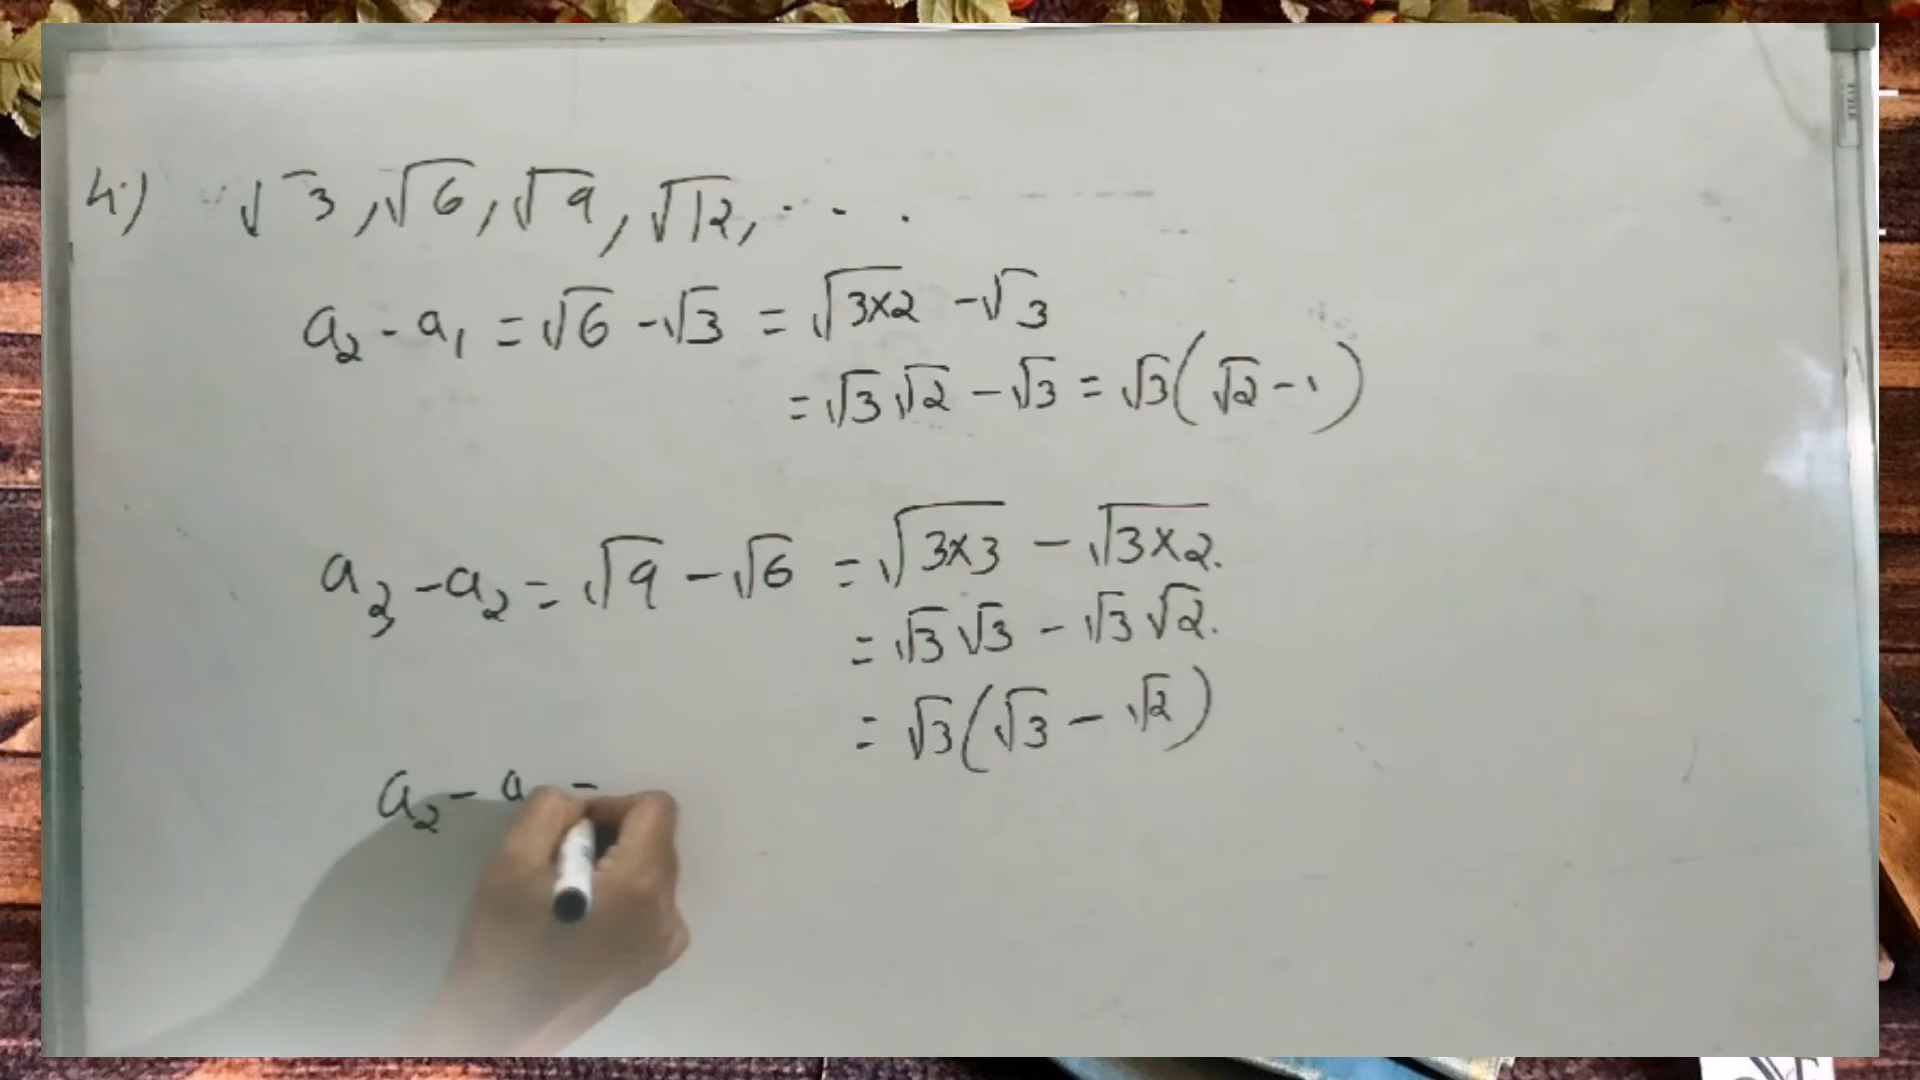 √3, √6, √9, √12, . . .
a₂ - a₁ = √6 - √3 = √3×2 - √3
= √3 √2 - √3 = √3(√2 - 1)
a₃ - a₂ = √9 - √6 = √3×3 - √3×2.
= √3 √3 - √3 √2.
= √3(√3 - √2)
a₂ - a =